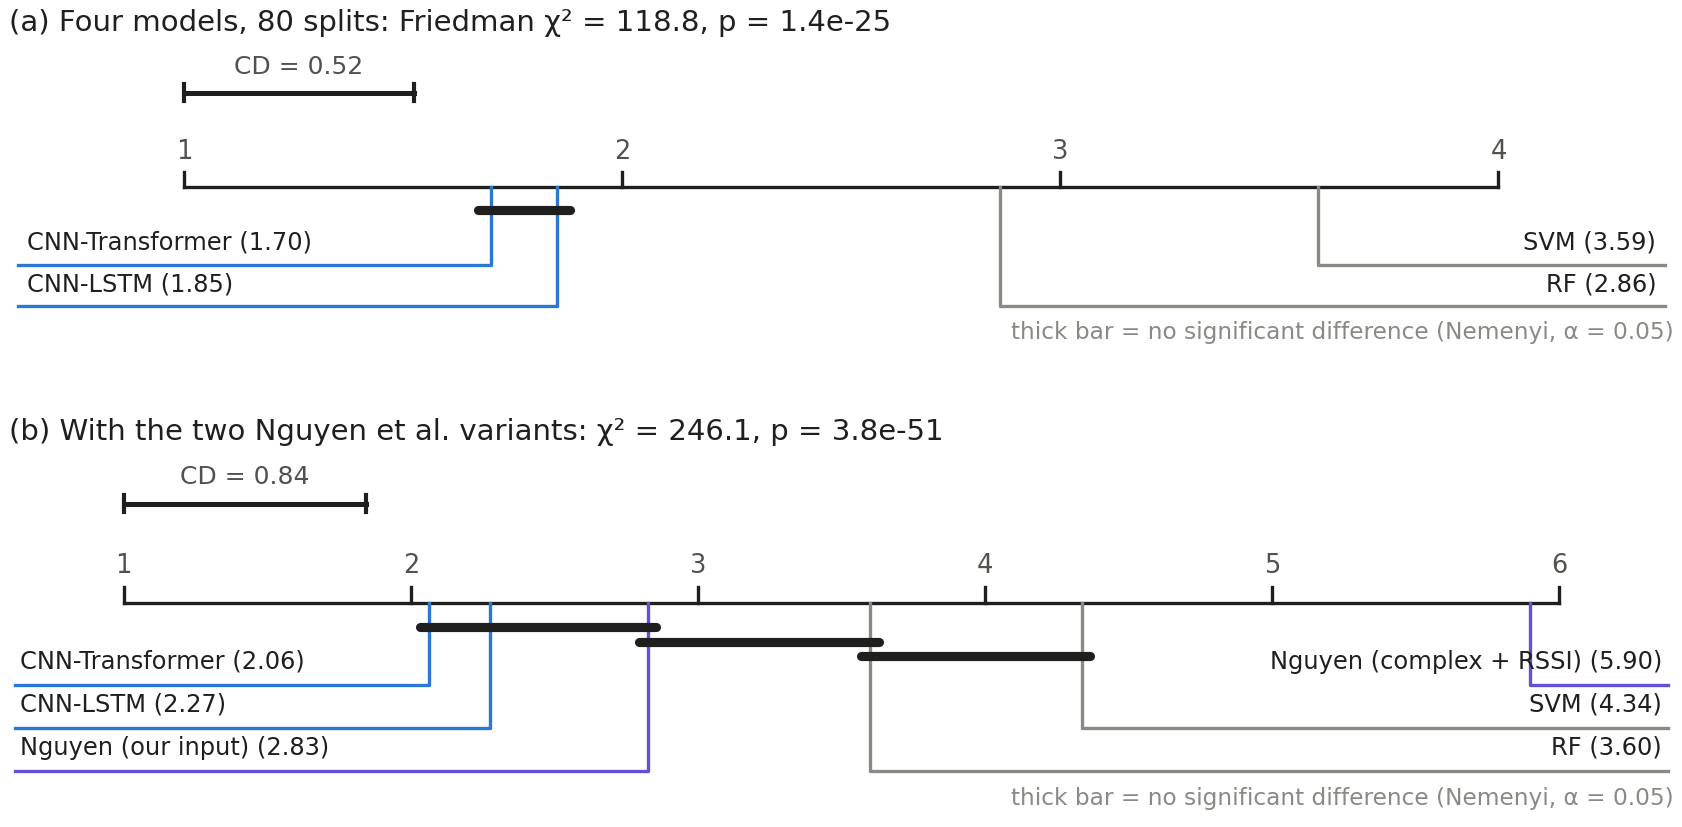 (a) Four models, 80 splits: Friedman χ² = 118.8, p = 1.4e-25
CD = 0.52
1 2 3 4
CNN-Transformer (1.70)
SVM (3.59)
CNN-LSTM (1.85)
RF (2.86)
thick bar = no significant difference (Nemenyi, α = 0.05)
(b) With the two Nguyen et al. variants: χ² = 246.1, p = 3.8e-51
CD = 0.84
1 2 3 4 5 6
CNN-Transformer (2.06)
Nguyen (complex + RSSI) (5.90)
CNN-LSTM (2.27)
SVM (4.34)
Nguyen (our input) (2.83)
RF (3.60)
thick bar = no significant difference (Nemenyi, α = 0.05)